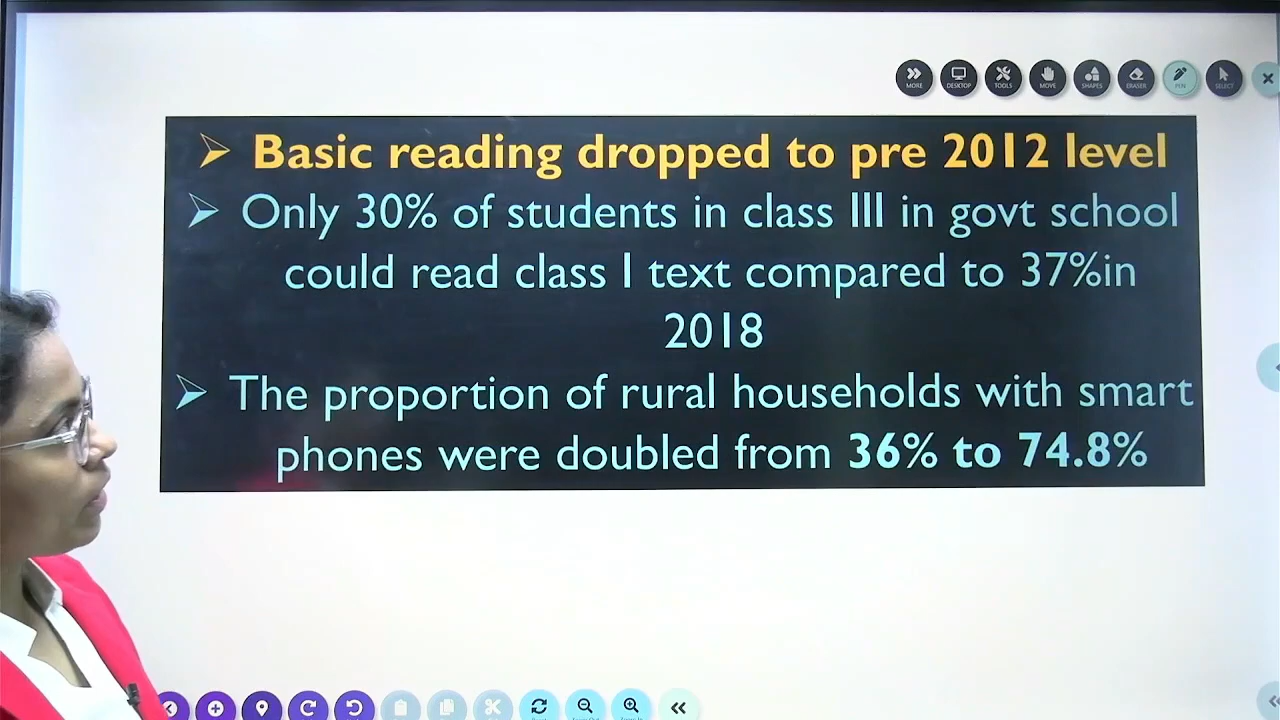 MORE DESKTOP TOOLS MOVE SHAPES ERASER PEN SELECT
Basic reading dropped to pre 2012 level
Only 30% of students in class III in govt school
could read class I text compared to 37%in
2018
The proportion of rural households with smart
phones were doubled from 36% to 74.8%